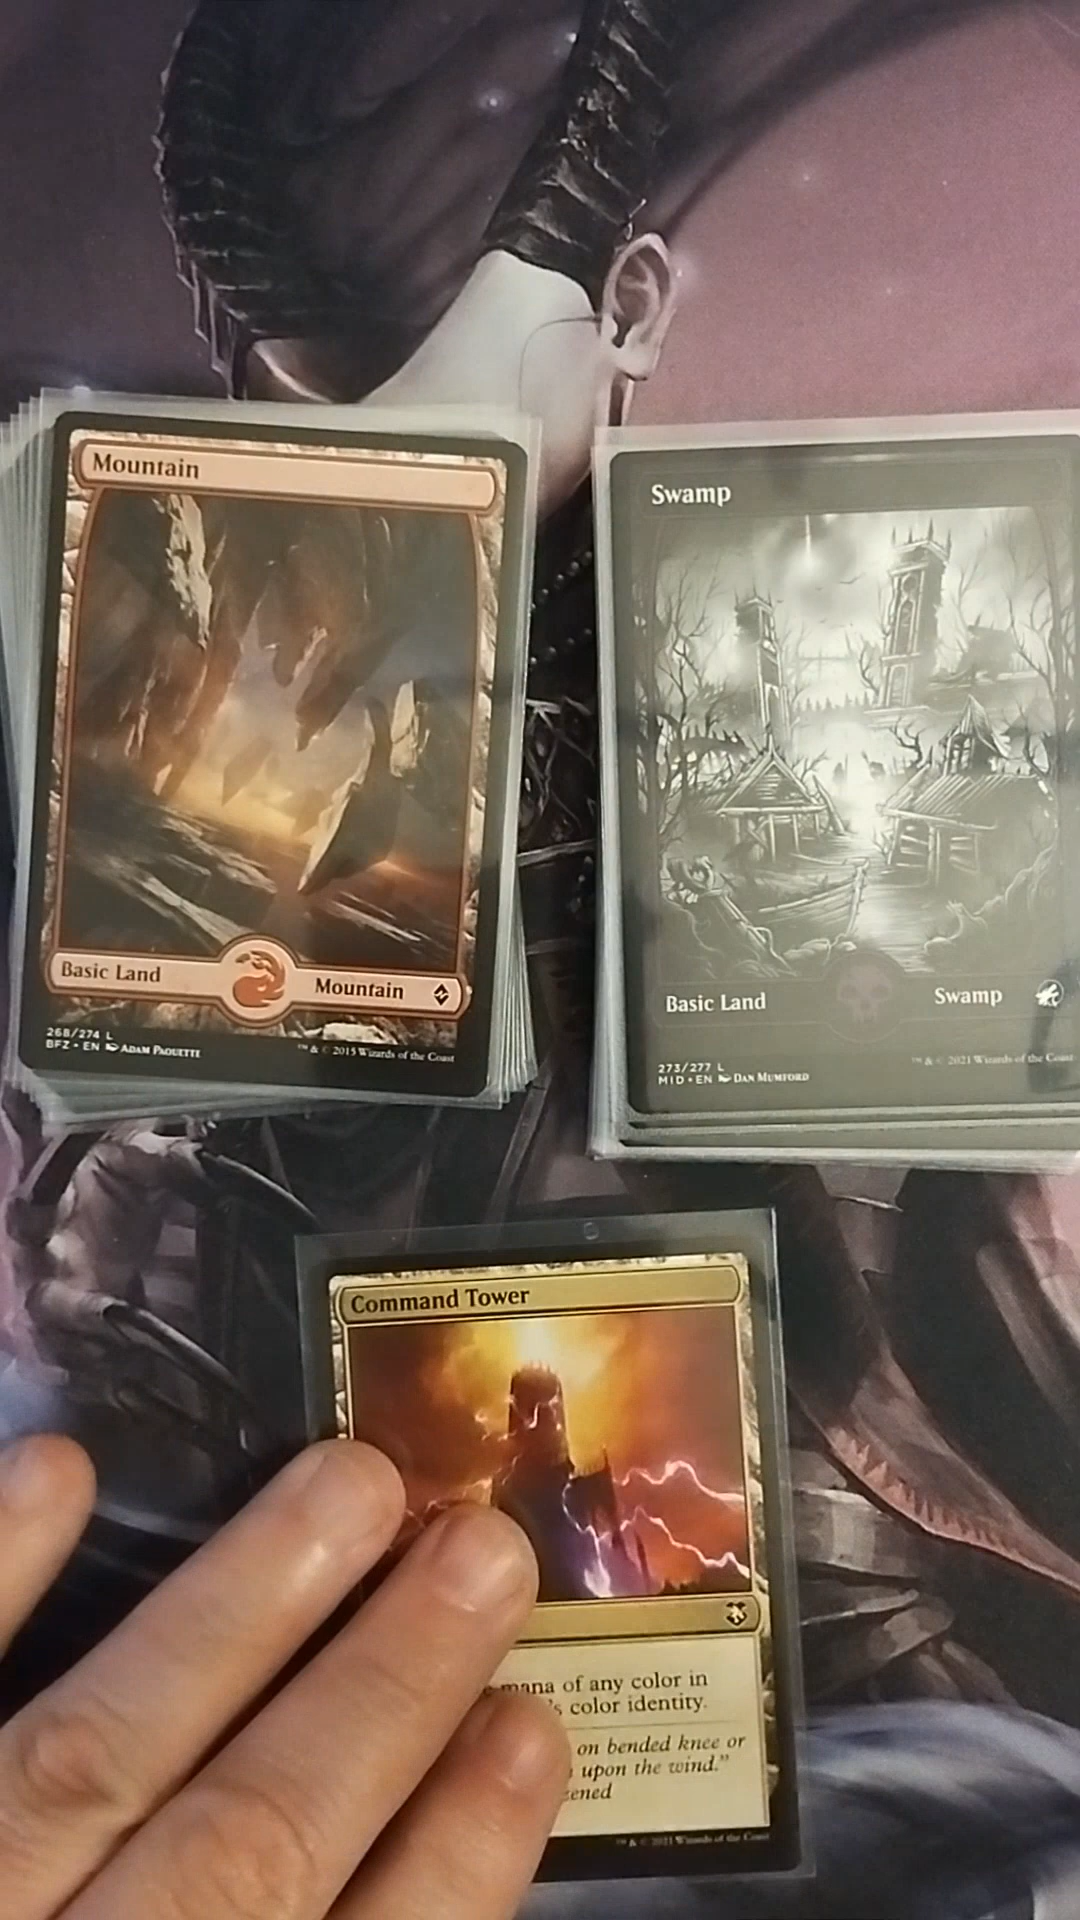 Mountain
Basic Land
Mountain
268/274 L
BFZ • EN ADAM PAQUETTE
™ & © 2015 Wizards of the Coast
Swamp
Basic Land
Swamp
273/277 L
MID • EN DAN MUMFORD
™ & © 2021 Wizards of the Coast
Command Tower
mana of any color in
's color identity.
on bended knee or
upon the wind."
™ & © 2021 Wizards of the Coast